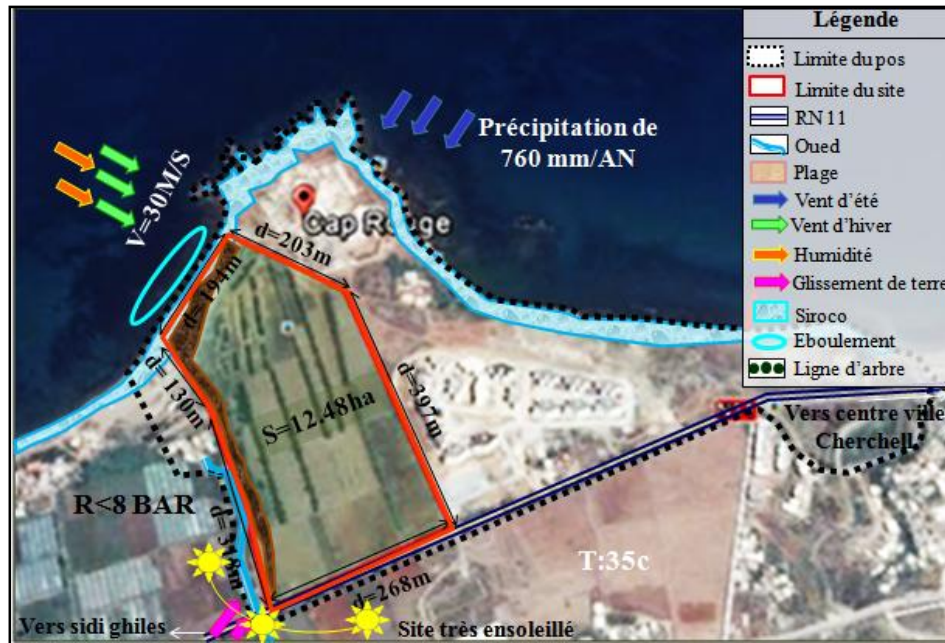 Légende
Limite du pos
Limite du site
RN 11
Oued
Plage
Vent d'été
Vent d'hiver
Humidité
Glissement de terre
Siroco
Eboulement
Ligne d'arbre
Précipitation de
760 mm/AN
V=30M/S
Cap Rouge
d=203m
d=194m
d=130m
d=397m
S=12.48ha
Vers centre ville
Cherchell
R<8 BAR
d=268m
T:35c
Vers sidi ghiles
Site très ensoleillé